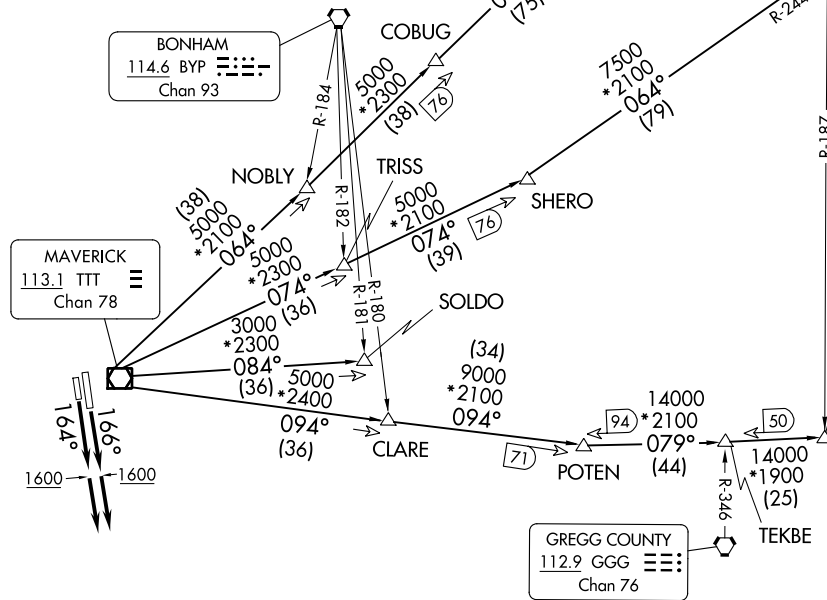 (75)
R-244
BONHAM
114.6 BYP
Chan 93
COBUG
5000
*2300
(38)
76
7500
*2100
064°
(79)
R-184
R-187
NOBLY
TRISS
(38)
5000
*2100
064°
R-182
5000
*2100
074°
(39)
76
SHERO
MAVERICK
113.1 TTT
Chan 78
5000
*2300
074°
(36)
R-181
R-180
SOLDO
3000
*2300
084°
(36)
5000
*2400
094°
(36)
(34)
9000
*2100
094°
CLARE
71
POTEN
94
14000
*2100
079°
(44)
50
14000
*1900
(25)
TEKBE
164°
166°
1600
1600
R-346
GREGG COUNTY
112.9 GGG
Chan 76